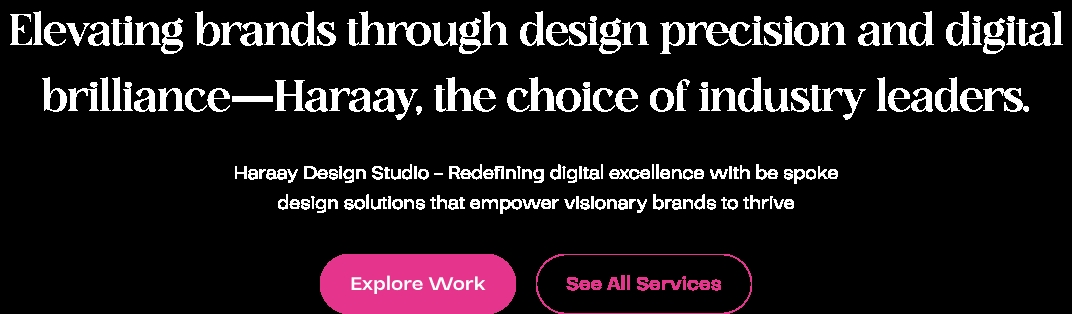 Elevating brands through design precision and digital
brilliance—Haraay, the choice of industry leaders.
Haraay Design Studio – Redefining digital excellence with be spoke
design solutions that empower visionary brands to thrive
Explore Work
See All Services